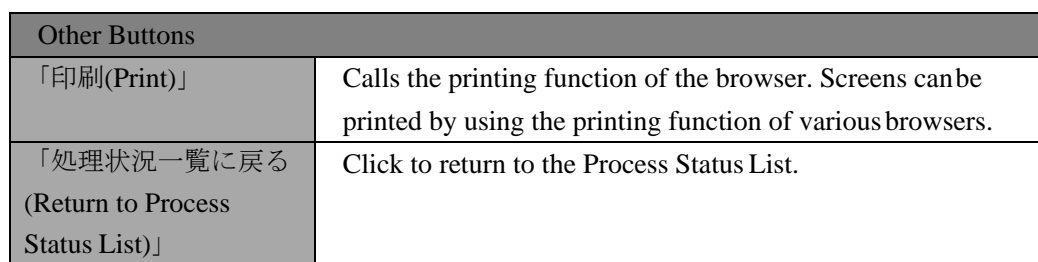 Other Buttons
「印刷(Print)」
Calls the printing function of the browser. Screens canbe
printed by using the printing function of various browsers.
「処理状況一覧に戻る
(Return to Process
Status List)」
Click to return to the Process Status List.